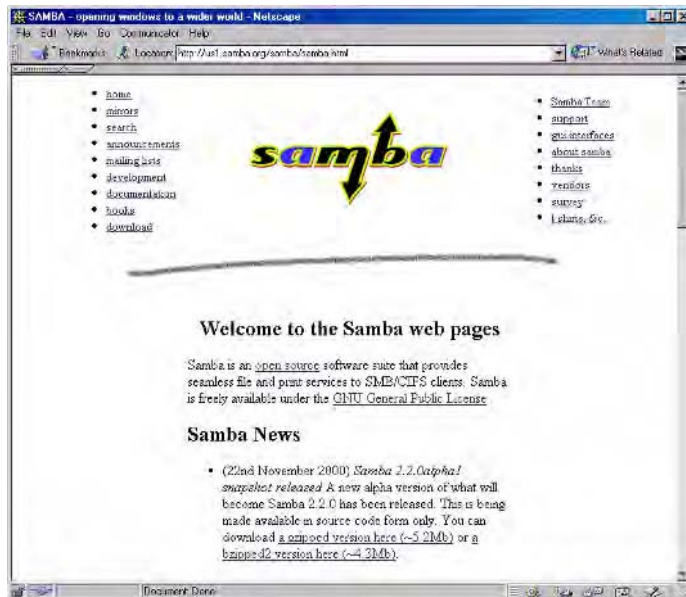 SAMBA - opening windows to a wider world - Netscape
File Edit View Go Communicator Help
Bookmarks Location: http://us1.samba.org/samba/samba.html What's Related
home
mirrors
search
announcements
mailing lists
development
documentation
books
download
samba
Samba Team
support
gui interfaces
about samba
thanks
vendors
survey
t shirts, &c.
Welcome to the Samba web pages
Samba is an open source software suite that provides
seamless file and print services to SMB/CIFS clients. Samba
is freely available under the GNU General Public License
Samba News
(22nd November 2000) Samba 2.2.0alpha1
snapshot released A new alpha version of what will
become Samba 2.2.0 has been released. This is being
made available in source code form only. You can
download a gzipped version here (~5.2Mb) or a
bzipped2 version here (~4.3Mb).
Document Done